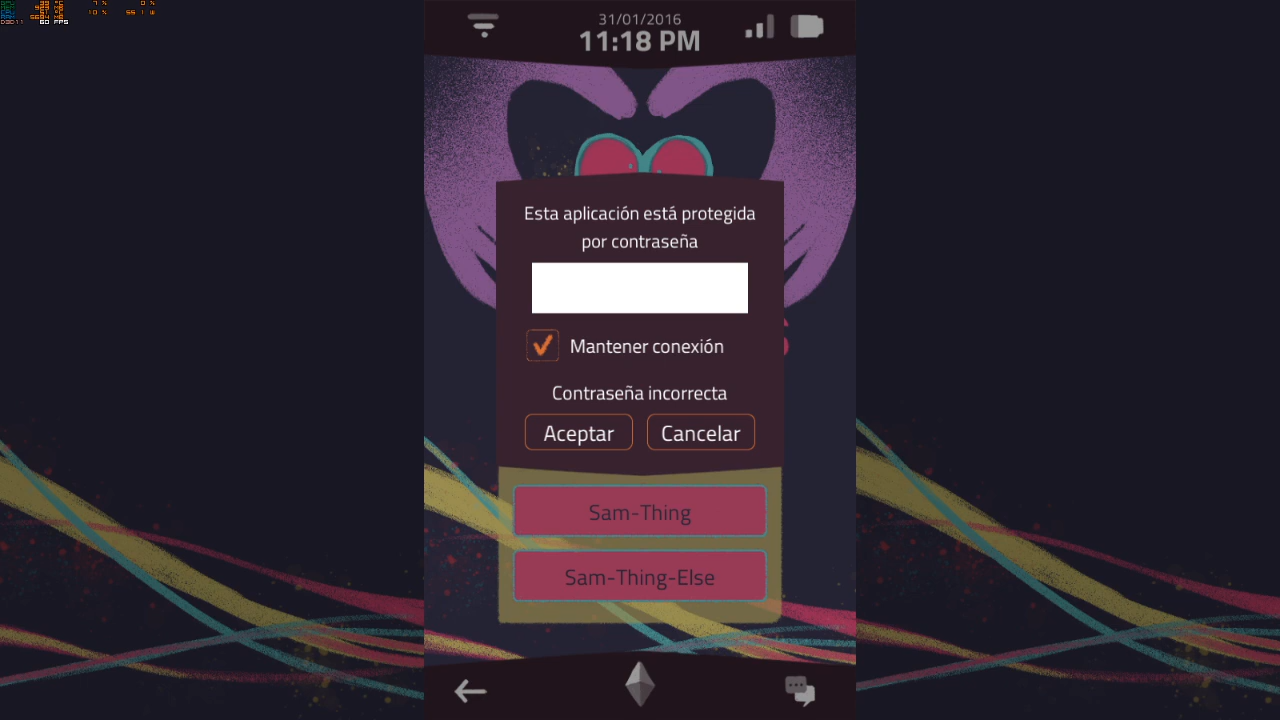 31/01/2016
11:18 PM
Esta aplicación está protegida
por contraseña
Mantener conexión
Contraseña incorrecta
Aceptar
Cancelar
Sam-Thing
Sam-Thing-Else